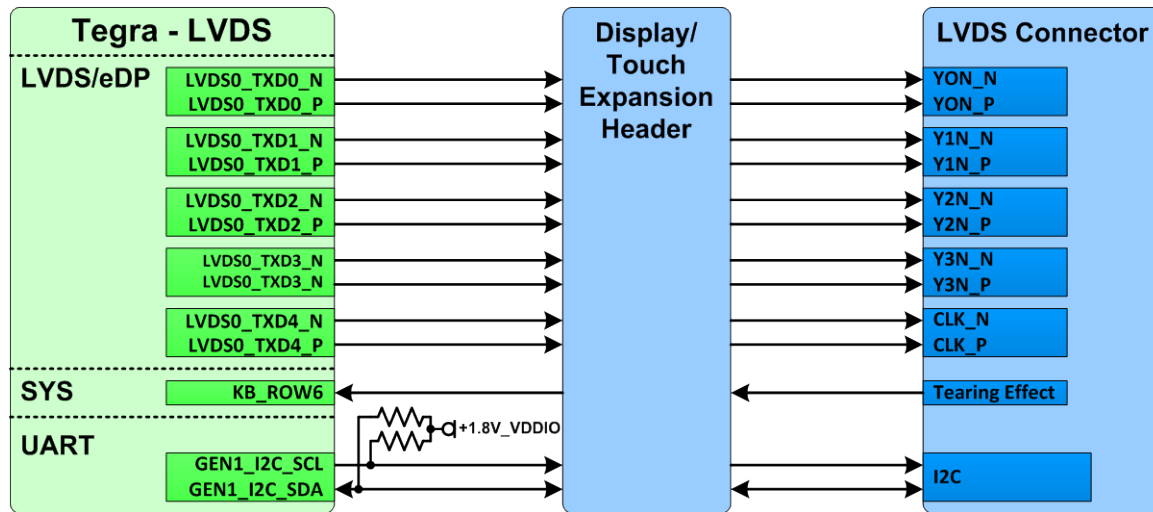 Tegra - LVDS
LVDS/eDP
LVDS0_TXD0_N
LVDS0_TXD0_P
LVDS0_TXD1_N
LVDS0_TXD1_P
LVDS0_TXD2_N
LVDS0_TXD2_P
LVDS0_TXD3_N
LVDS0_TXD3_N
LVDS0_TXD4_N
LVDS0_TXD4_P
SYS
KB_ROW6
UART
+1.8V_VDDIO
GEN1_I2C_SCL
GEN1_I2C_SDA
Display/
Touch
Expansion
Header
LVDS Connector
YON_N
YON_P
Y1N_N
Y1N_P
Y2N_N
Y2N_P
Y3N_N
Y3N_P
CLK_N
CLK_P
Tearing Effect
I2C